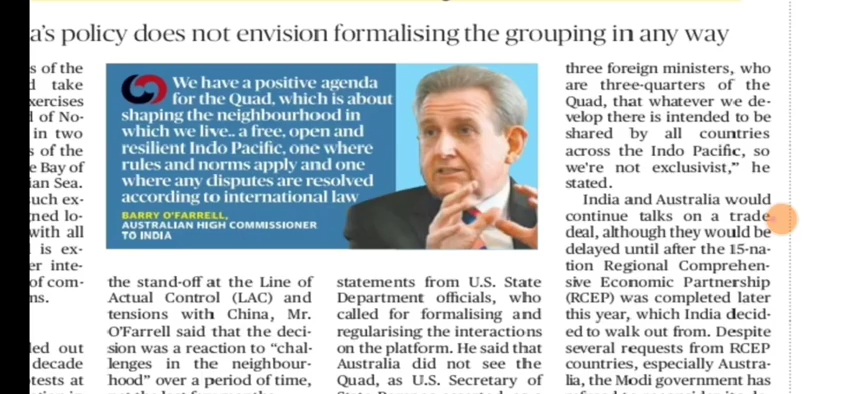 a's policy does not envision formalising the grouping in any way
s of the
d take
xercises
l of No-
in two
s of the
e Bay of
ian Sea.
uch ex-
gned lo-
with all
is ex-
er inte-
of com-
ns.
led out
decade
tests at
We have a positive agenda
for the Quad, which is about
shaping the neighbourhood in
which we live.. a free, open and
resilient Indo Pacific, one where
rules and norms apply and one
where any disputes are resolved
according to international law
BARRY O'FARRELL,
AUSTRALIAN HIGH COMMISSIONER
TO INDIA
the stand-off at the Line of
Actual Control (LAC) and
tensions with China, Mr.
O'Farrell said that the deci-
sion was a reaction to “chal-
lenges in the neighbour-
hood” over a period of time,
statements from U.S. State
Department officials, who
called for formalising and
regularising the interactions
on the platform. He said that
Australia did not see the
Quad, as U.S. Secretary of
three foreign ministers, who
are three-quarters of the
Quad, that whatever we de-
velop there is intended to be
shared by all countries
across the Indo Pacific, so
we're not exclusivist,” he
stated.
India and Australia would
continue talks on a trade
deal, although they would be
delayed until after the 15-na-
tion Regional Comprehen-
sive Economic Partnership
(RCEP) was completed later
this year, which India decid-
ed to walk out from. Despite
several requests from RCEP
countries, especially Austra-
lia, the Modi government has